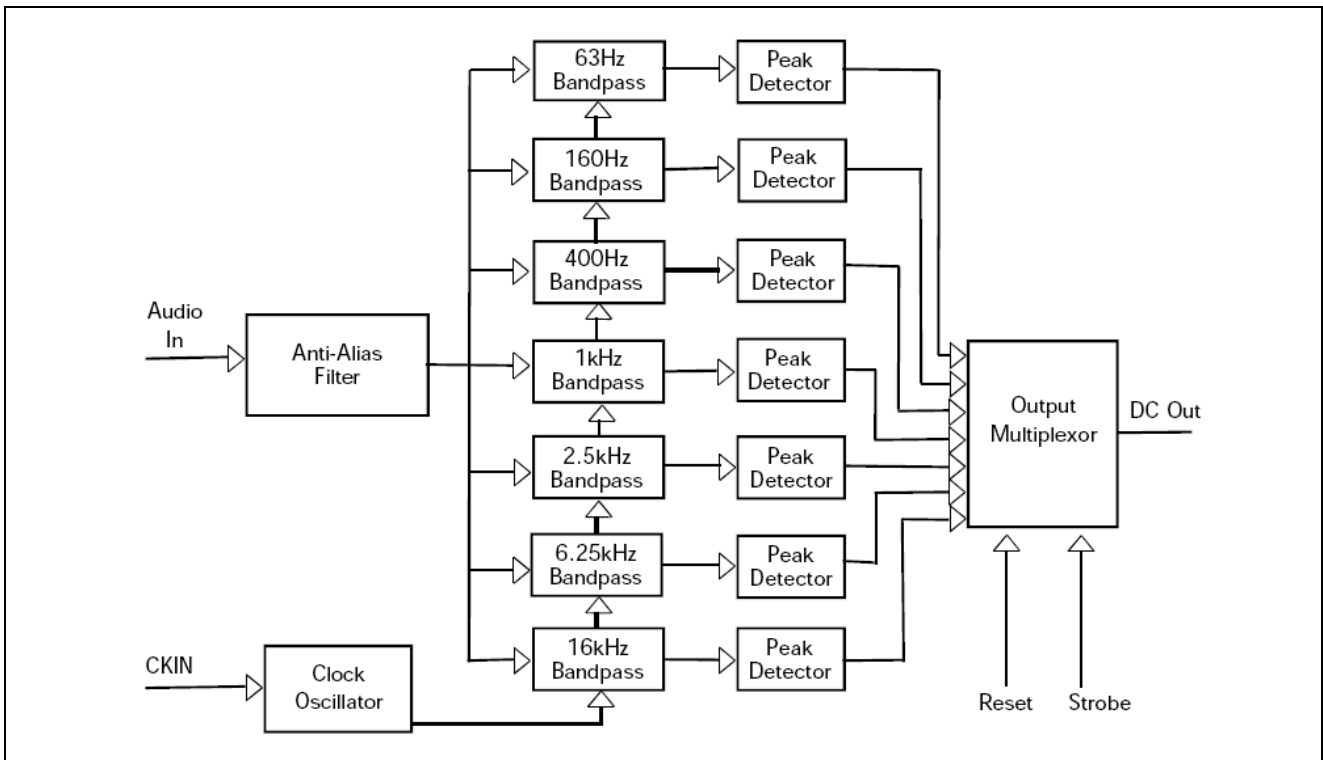 63Hz
Bandpass
Peak
Detector
160Hz
Bandpass
Peak
Detector
400Hz
Bandpass
Peak
Detector
Audio
In
Anti-Alias
Filter
1kHz
Bandpass
Peak
Detector
Output
Multiplexor
DC Out
2.5kHz
Bandpass
Peak
Detector
6.25kHz
Bandpass
Peak
Detector
CKIN
Clock
Oscillator
16kHz
Bandpass
Peak
Detector
Reset
Strobe